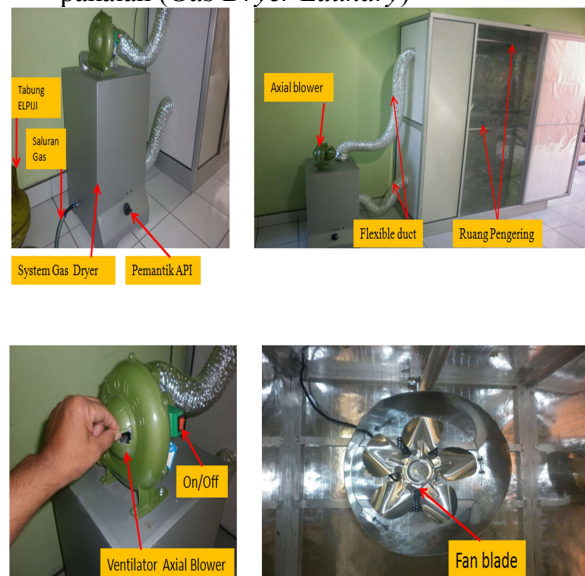 pakaian (Gas Dryer Laundry)
Tabung
ELPIJI
Saluran
Gas
System Gas Dryer
Pemantik API
Axial blower
Flexible duct
Ruang Pengering
On/Off
Ventilator Axial Blower
Fan blade